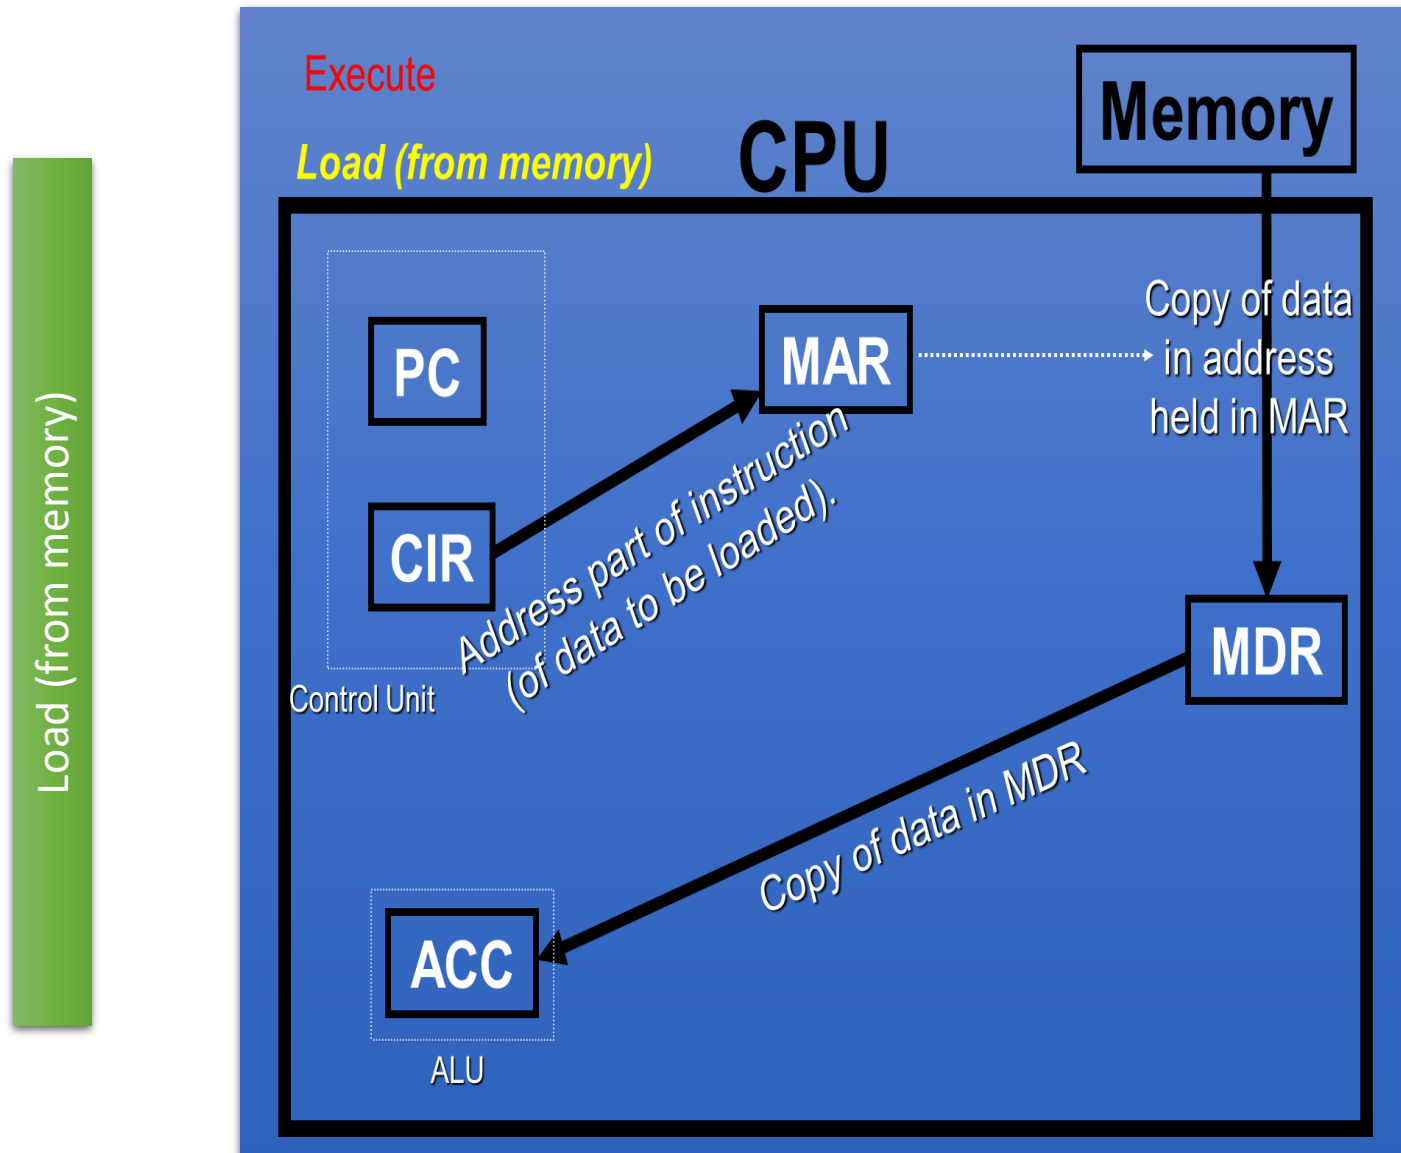 Load (from memory)
Execute
Load (from memory)
CPU
Memory
PC
MAR
Copy of data
in address
held in MAR
CIR
Address part of instruction
(of data to be loaded).
MDR
Control Unit
Copy of data in MDR
ACC
ALU